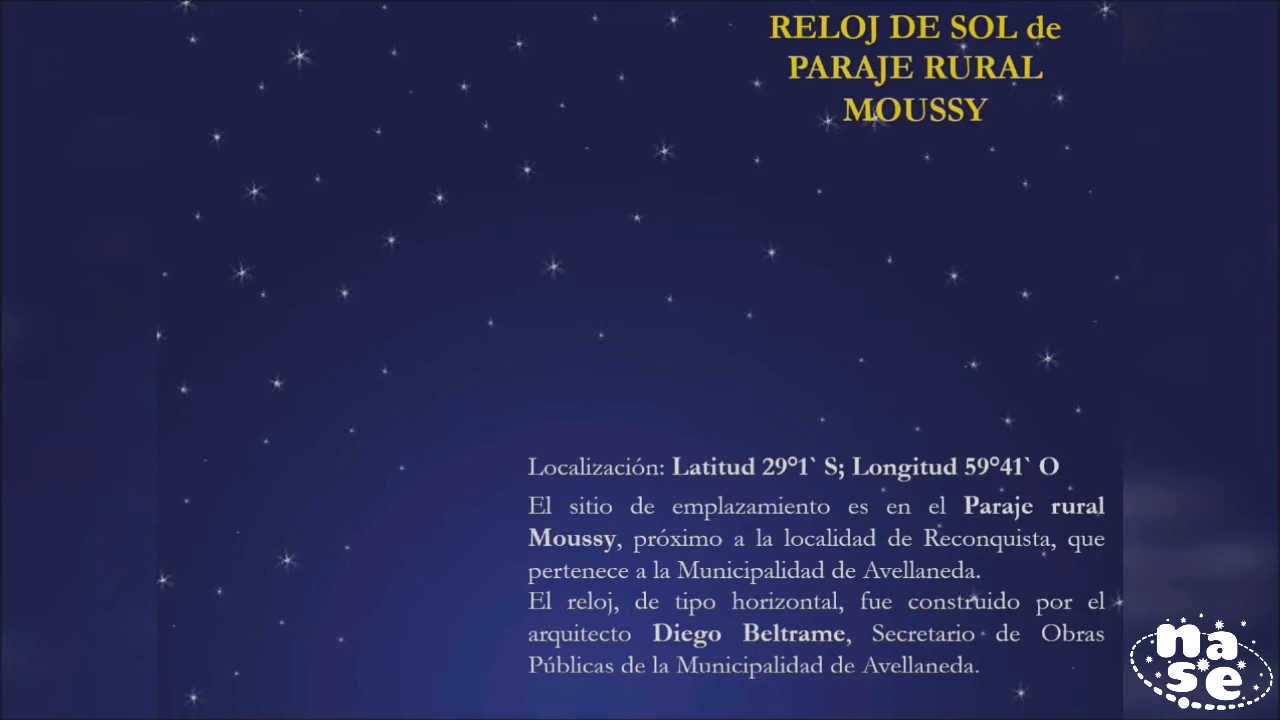 RELOJ DE SOL de
PARAJE RURAL
MOUSSY
Localización: Latitud 29°1` S; Longitud 59°41` O
El sitio de emplazamiento es en el Paraje rural
Moussy, próximo a la localidad de Reconquista, que
pertenece a la Municipalidad de Avellaneda.
El reloj, de tipo horizontal, fue construido por el
arquitecto Diego Beltrame, Secretario de Obras
Públicas de la Municipalidad de Avellaneda.
na
se